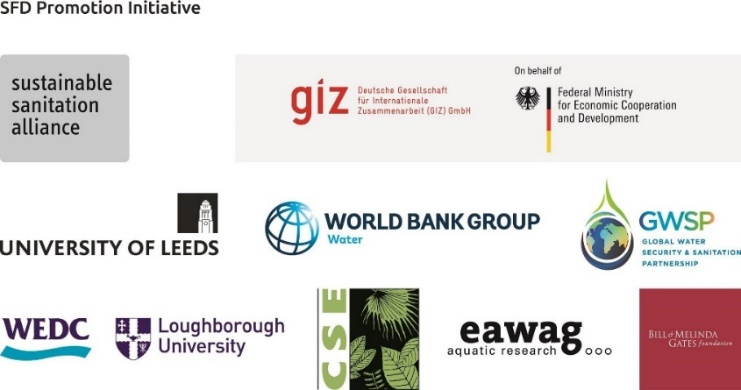 SFD Promotion Initiative
sustainable
sanitation
alliance
giz
Deutsche Gesellschaft
für Internationale
Zusammenarbeit (GIZ) GmbH
On behalf of
Federal Ministry
for Economic Cooperation
and Development
UNIVERSITY OF LEEDS
WORLD BANK GROUP
Water
GWSP
GLOBAL WATER
SECURITY & SANITATION
PARTNERSHIP
WEDC
Loughborough
University
CSE
eawag
aquatic research
BILL & MELINDA
GATES foundation